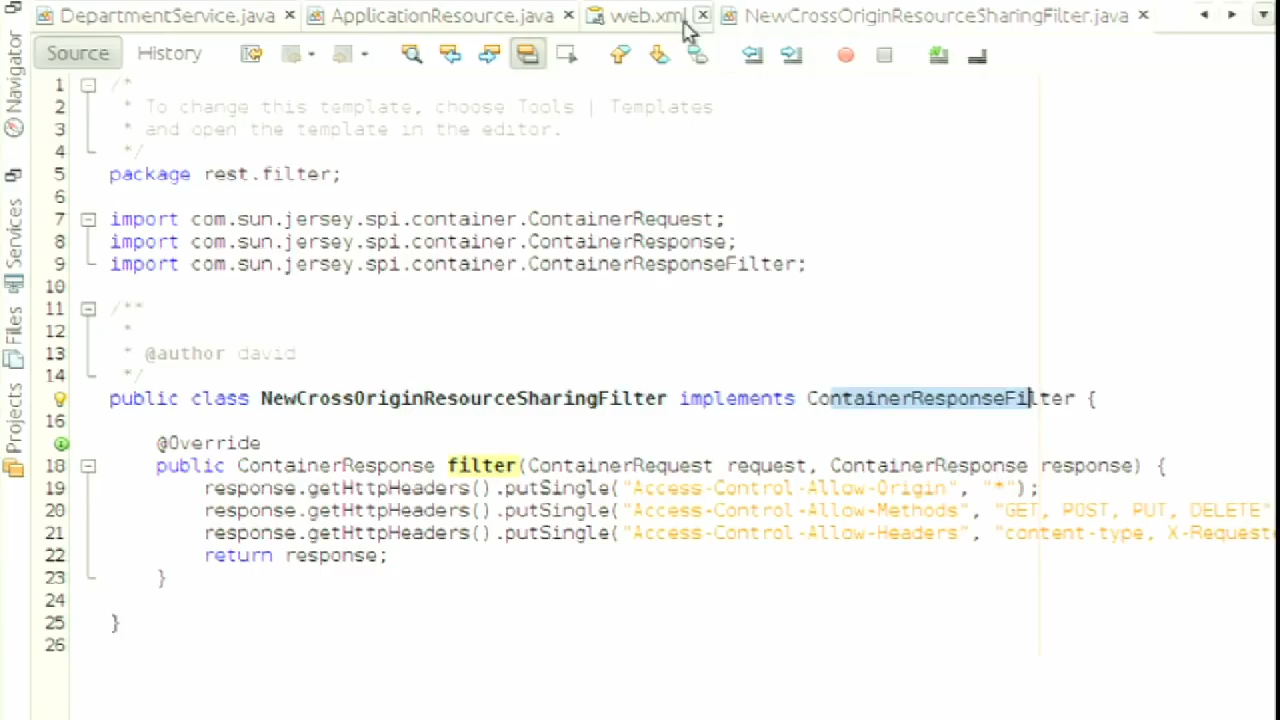 DepartmentService.java
ApplicationResource.java
web.xml
NewCrossOriginResourceSharingFilter.java
Source
History
Navigator
Services
Files
Projects
1 /*
2 * To change this template, choose Tools | Templates
3 * and open the template in the editor.
4 */
5 package rest.filter;
6
7 import com.sun.jersey.spi.container.ContainerRequest;
8 import com.sun.jersey.spi.container.ContainerResponse;
9 import com.sun.jersey.spi.container.ContainerResponseFilter;
10
11 /**
12 *
13 * @author david
14 */
public class NewCrossOriginResourceSharingFilter implements ContainerResponseFilter {
16
@Override
18 public ContainerResponse filter(ContainerRequest request, ContainerResponse response) {
19 response.getHttpHeaders().putSingle("Access-Control-Allow-Origin", "*");
20 response.getHttpHeaders().putSingle("Access-Control-Allow-Methods", "GET, POST, PUT, DELETE"
21 response.getHttpHeaders().putSingle("Access-Control-Allow-Headers", "content-type, X-Requeste
22 return response;
23 }
24
25 }
26